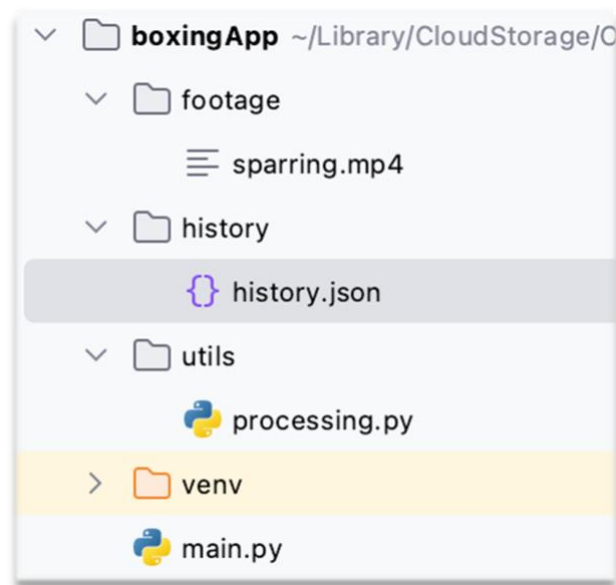 boxingApp ~/Library/CloudStorage/O
footage
sparring.mp4
history
{} history.json
utils
processing.py
venv
main.py